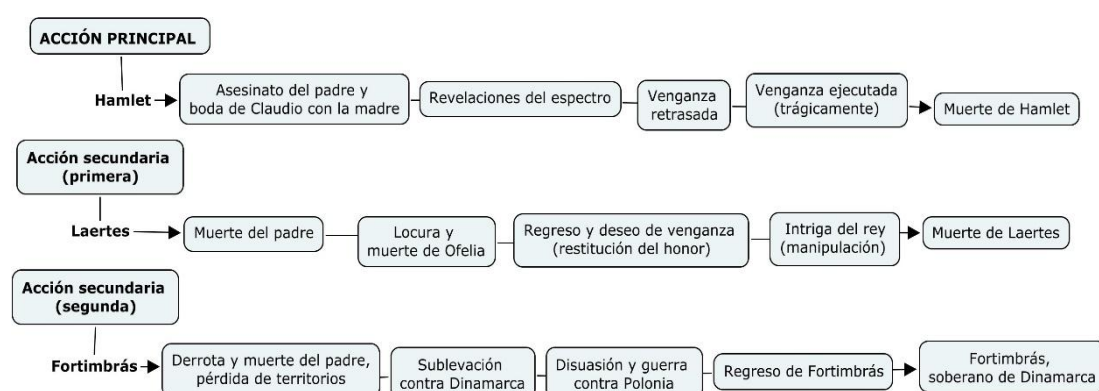 ACCIÓN PRINCIPAL
Hamlet
Asesinato del padre y
boda de Claudio con la madre
Revelaciones del espectro
Venganza
retrasada
Venganza ejecutada
(trágicamente)
Muerte de Hamlet
Acción secundaria
(primera)
Laertes
Muerte del padre
Locura y
muerte de Ofelia
Regreso y deseo de venganza
(restitución del honor)
Intriga del rey
(manipulación)
Muerte de Laertes
Acción secundaria
(segunda)
Fortimbrás
Derrota y muerte del padre,
pérdida de territorios
Sublevación
contra Dinamarca
Disuasión y guerra
contra Polonia
Regreso de Fortimbrás
Fortimbrás,
soberano de Dinamarca